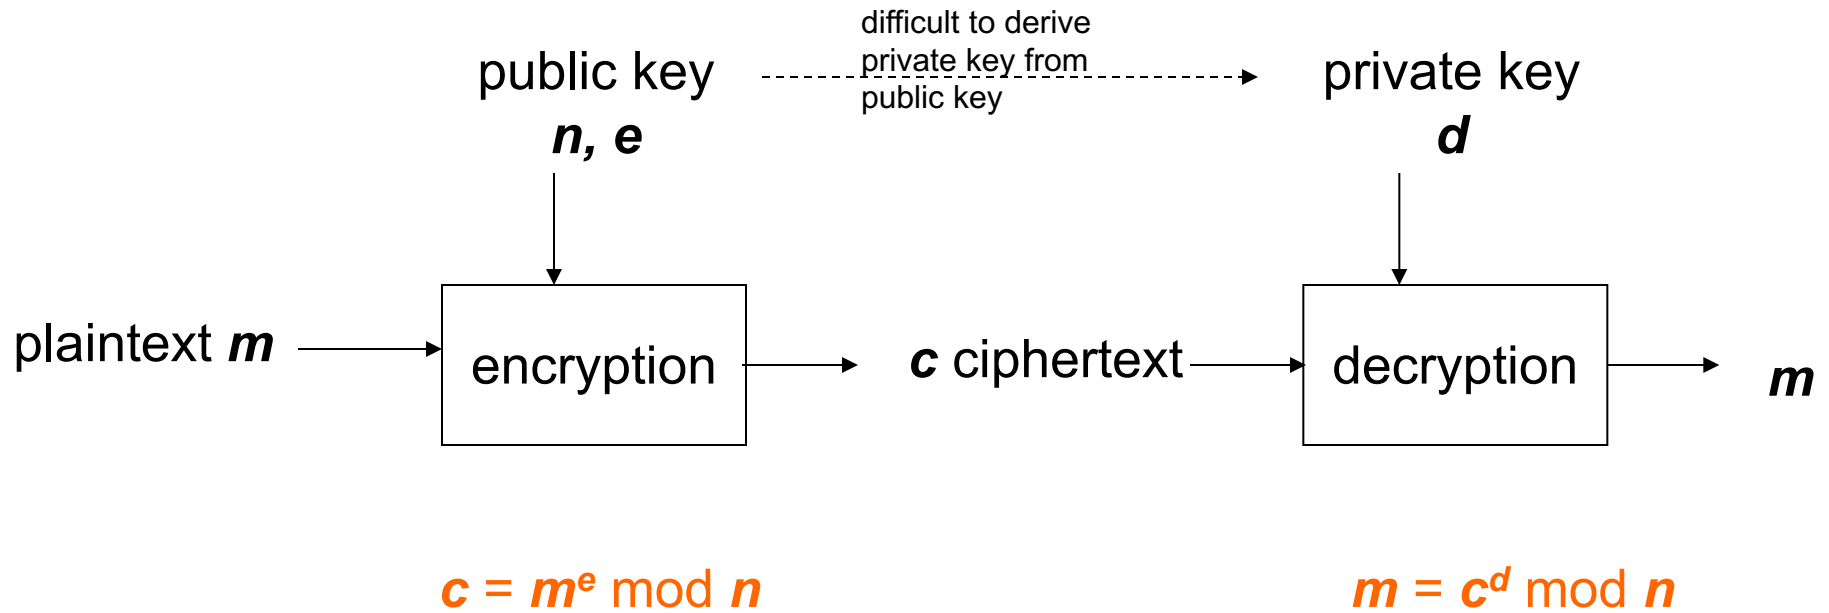 difficult to derive
private key from
public key
public key
n, e
private key
d
plaintext m
encryption
c ciphertext
decryption
m
c = mᵉ mod n
m = cᵈ mod n